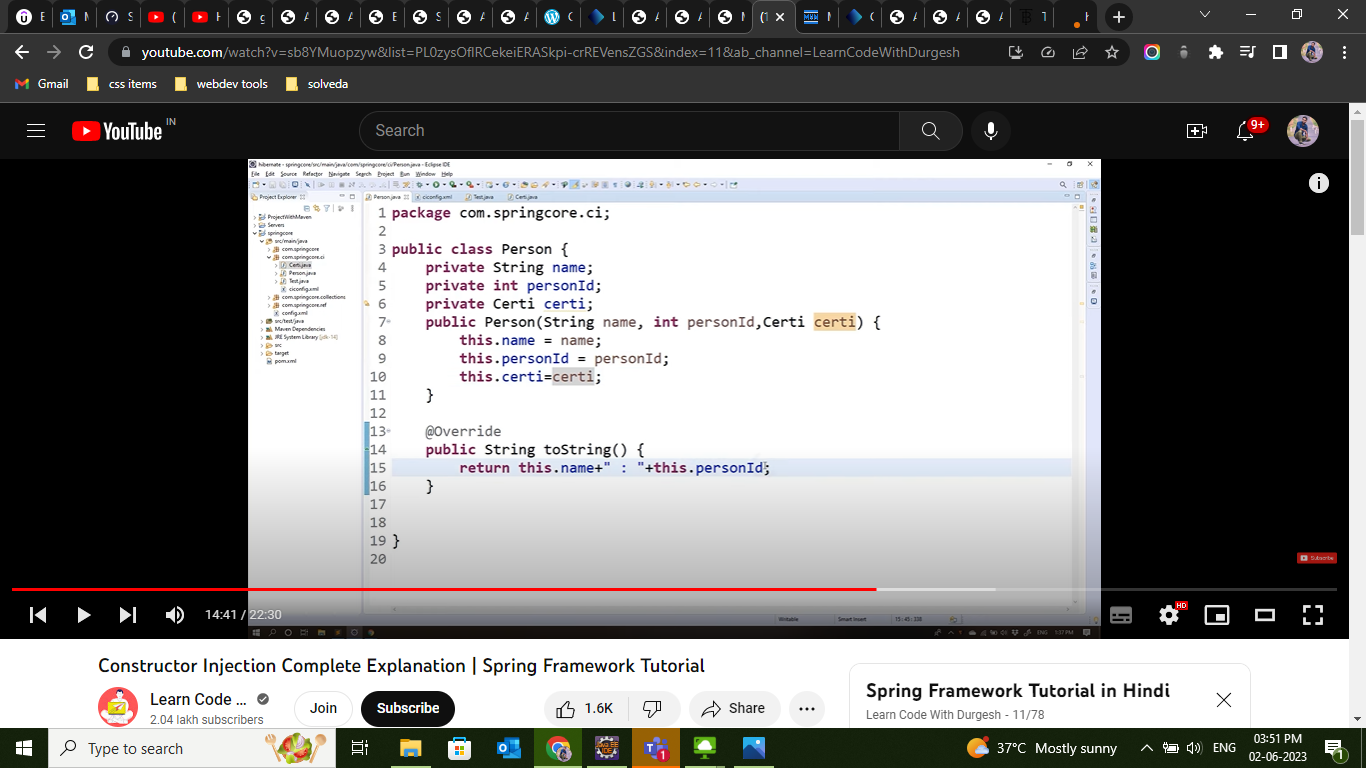 youtube.com/watch?v=sb8YMuopzyw&list=PL0zysOflRCekeiERASkpi-crREVensZGS&index=11&ab_channel=LearnCodeWithDurgesh
Gmail css items webdev tools solveda
YouTube IN
Search
9+
hibernate - springcore/src/main/java/com/springcore/ci/Person.java - Eclipse IDE
File Edit Source Refactor Navigate Search Project Run Window Help
Project Explorer
Person.java ciconfig.xml Test.java Certi.java
ProjectWithMaven
Servers
springcore
src/main/java
com.springcore
com.springcore.ci
Certi.java
Person.java
Test.java
ciconfig.xml
com.springcore.collections
com.springcore.ref
config.xml
src/test/java
Maven Dependencies
JRE System Library [jdk-14]
src
target
pom.xml
1 package com.springcore.ci;
2
3 public class Person {
4 private String name;
5 private int personId;
6 private Certi certi;
7 public Person(String name, int personId,Certi certi) {
8 this.name = name;
9 this.personId = personId;
10 this.certi=certi;
11 }
12
13 @Override
14 public String toString() {
15 return this.name+" : "+this.personId;
16 }
17
18
19 }
20
Subscribe
Writable Smart Insert 15 : 43 : 338
ENG 1:37 PM
14:41 / 22:30
HD
Constructor Injection Complete Explanation | Spring Framework Tutorial
Learn Code ...
2.04 lakh subscribers
Join
Subscribe
1.6K
Share
Spring Framework Tutorial in Hindi
Learn Code With Durgesh - 11/78
Type to search
37°C Mostly sunny
ENG
03:51 PM
02-06-2023
1